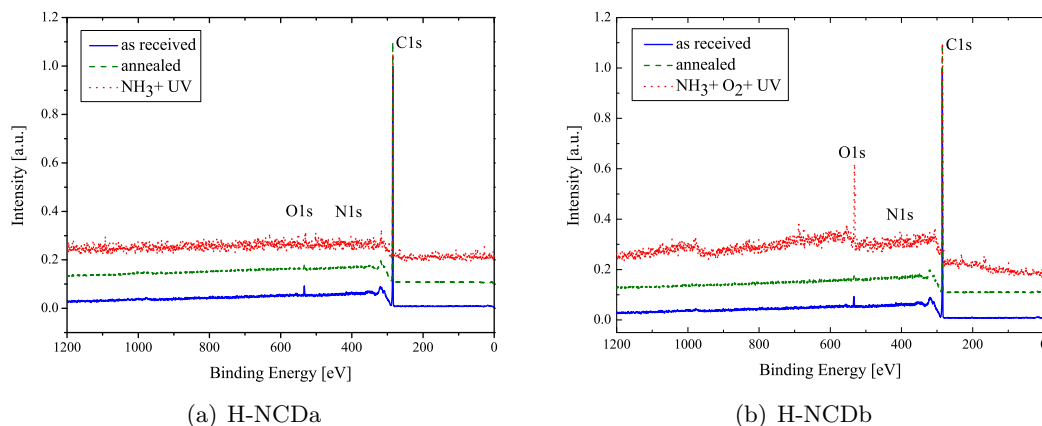 1.2
1.0
0.8
0.6
0.4
0.2
0.0
Intensity [a.u.]
as received
annealed
NH3+ UV
C1s
O1s N1s
1200 1000 800 600 400 200 0
Binding Energy [eV]
(a) H-NCDa
1.2
1.0
0.8
0.6
0.4
0.2
0.0
Intensity [a.u.]
as received
annealed
NH3+ O2+ UV
C1s
O1s
N1s
1200 1000 800 600 400 200 0
Binding Energy [eV]
(b) H-NCDb